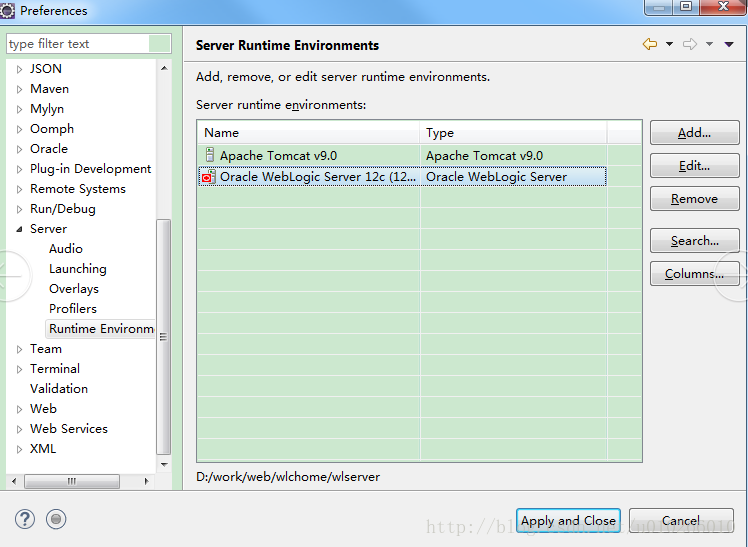 Preferences
type filter text
JSON
Maven
Mylyn
Oomph
Oracle
Plug-in Development
Remote Systems
Run/Debug
Server
Audio
Launching
Overlays
Profilers
Runtime Environm
Team
Terminal
Validation
Web
Web Services
XML
Server Runtime Environments
Add, remove, or edit server runtime environments.
Server runtime environments:
Name Type
Apache Tomcat v9.0 Apache Tomcat v9.0
Oracle WebLogic Server 12c (12... Oracle WebLogic Server
Add...
Edit...
Remove
Search...
Columns...
D:/work/web/wlchome/wlserver
Apply and Close Cancel